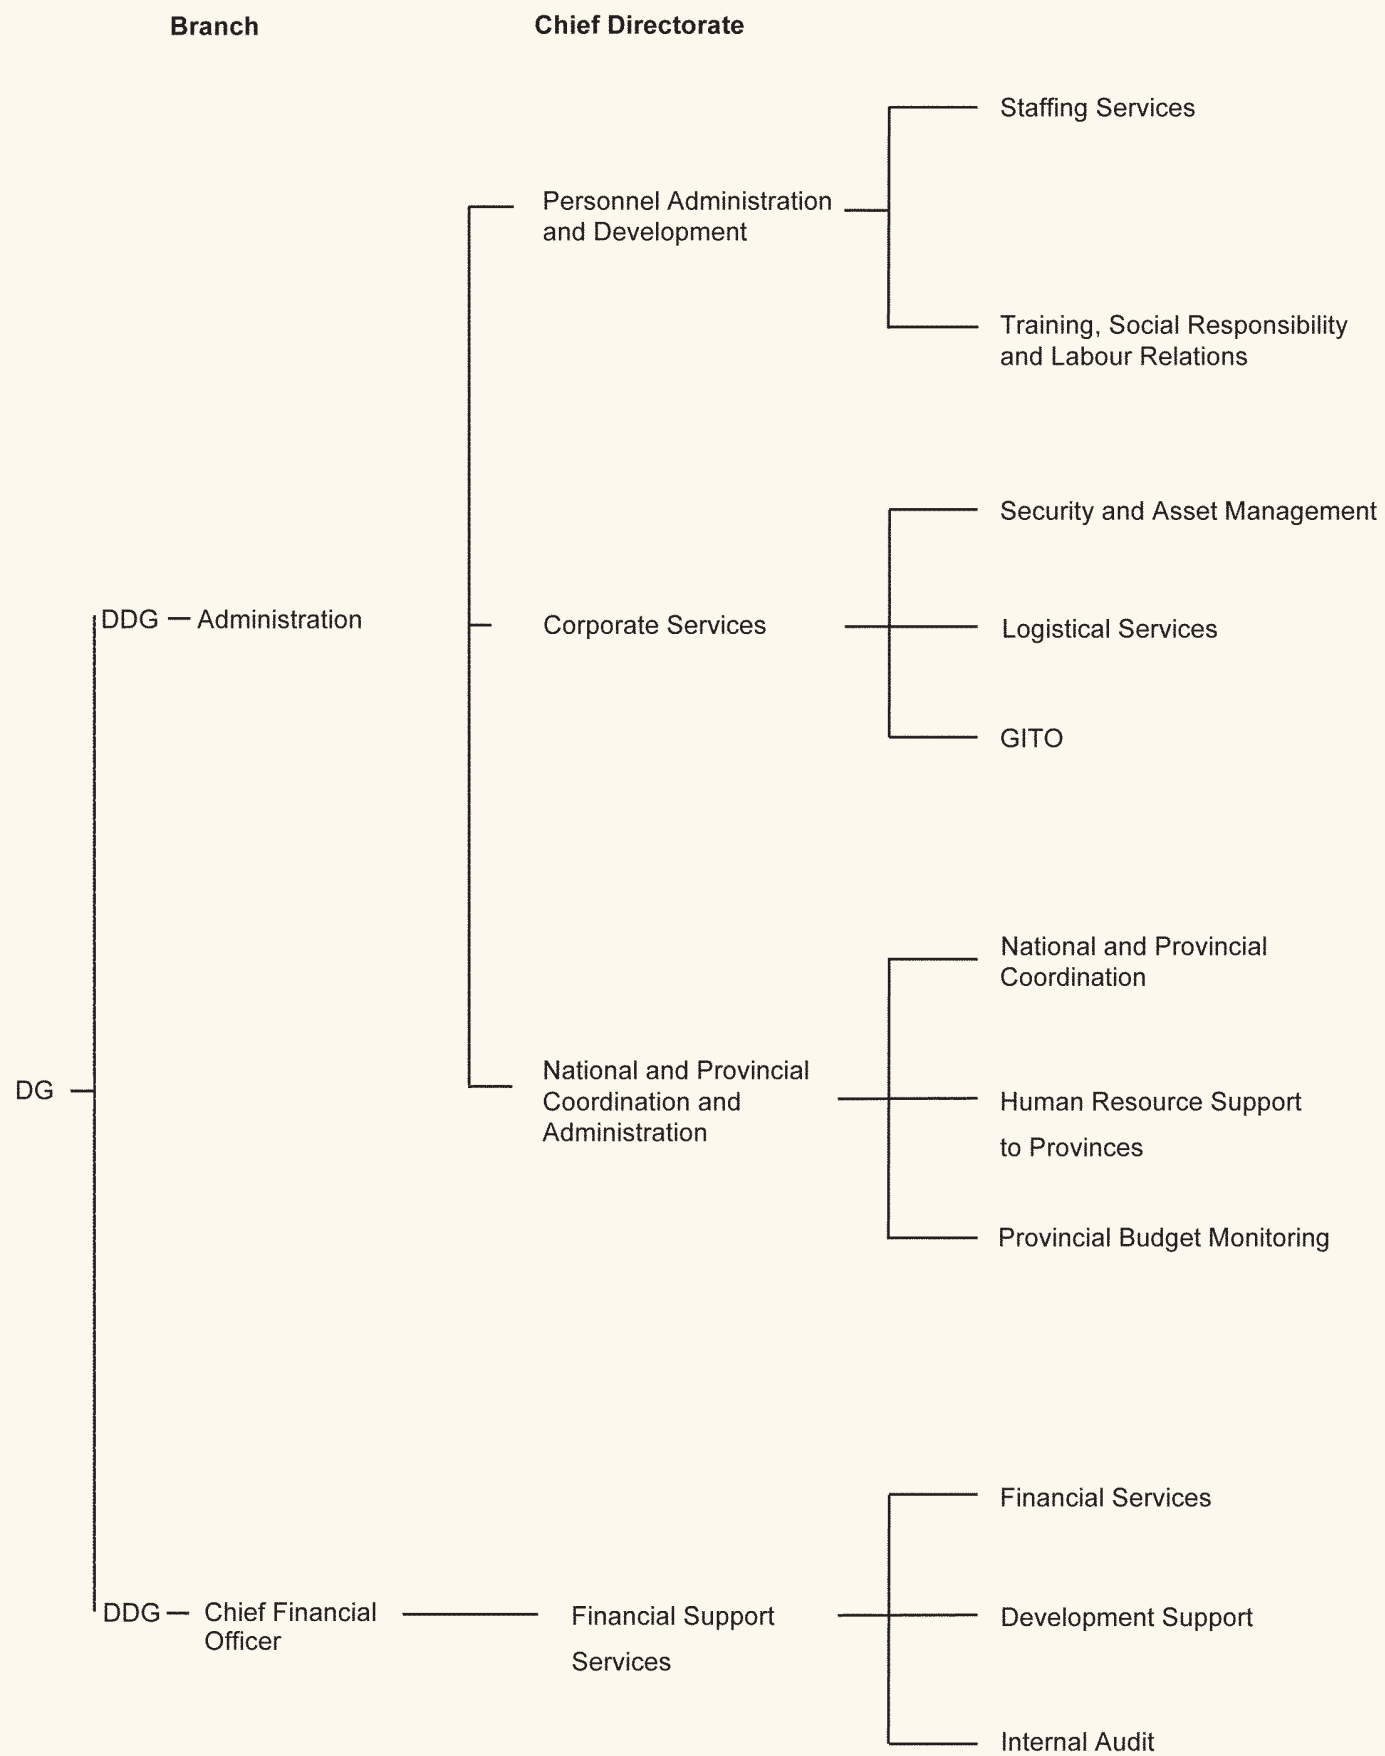 Branch
Chief Directorate
Staffing Services
Personnel Administration
and Development
Training, Social Responsibility
and Labour Relations
Security and Asset Management
DDG — Administration
Corporate Services
Logistical Services
GITO
National and Provincial
Coordination
DG
National and Provincial
Coordination and
Administration
Human Resource Support
to Provinces
Provincial Budget Monitoring
Financial Services
DDG — Chief Financial
Officer
Financial Support
Services
Development Support
Internal Audit